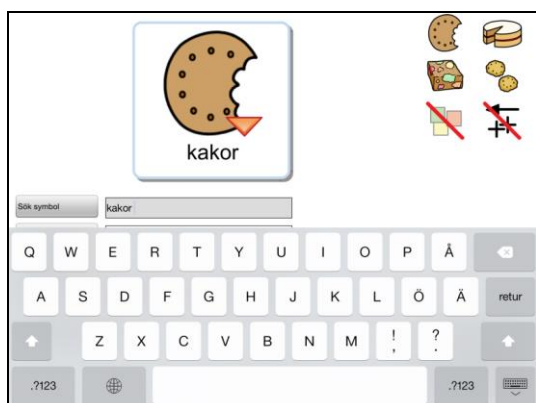 kakor
Sök symbol kakor
Q W E R T Y U I O P Å
A S D F G H J K L Ö Ä retur
Z X C V B N M ! , ? .
.?123 .?123